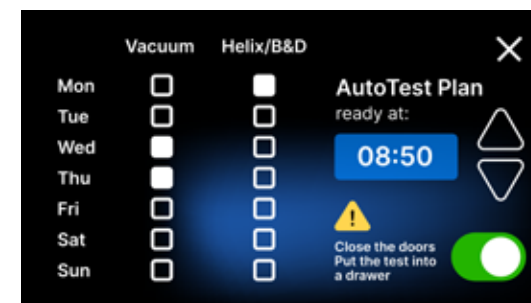 Vacuum Helix/B&D
Mon
Tue
Wed
Thu
Fri
Sat
Sun
AutoTest Plan
ready at:
08:50
Close the doors
Put the test into
a drawer